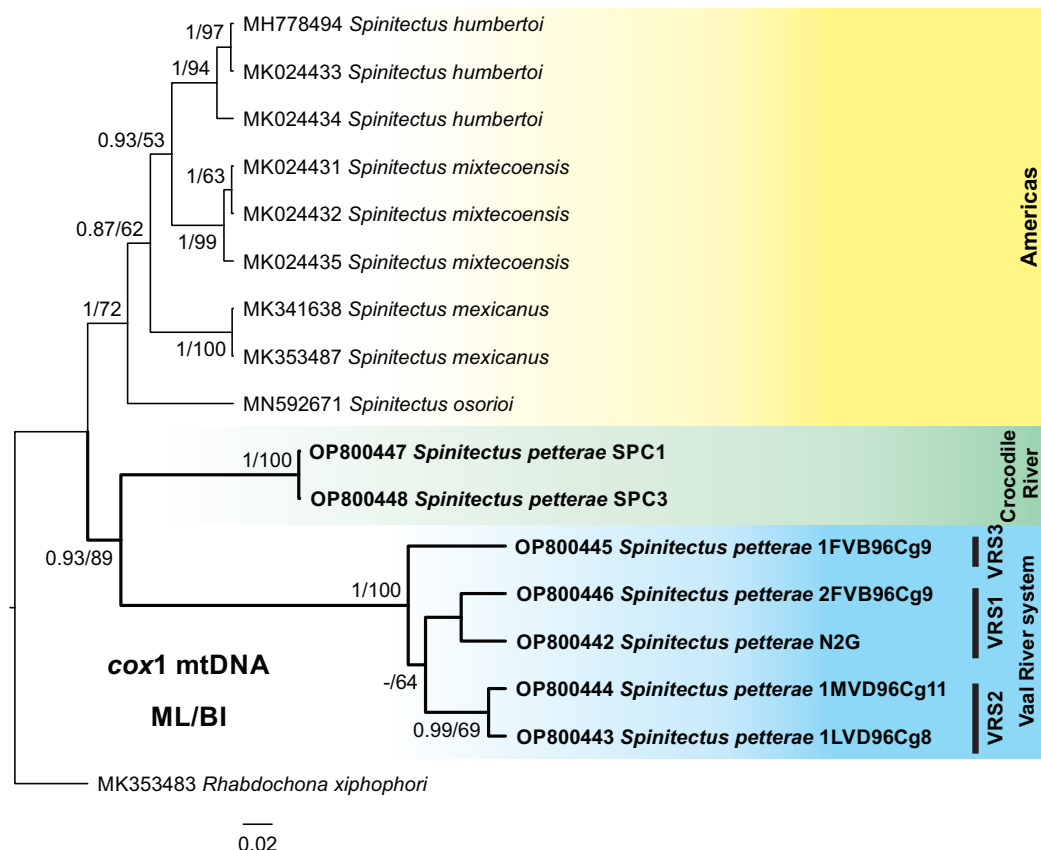 1/97
MH778494 Spinitectus humbertoi
1/94
MK024433 Spinitectus humbertoi
MK024434 Spinitectus humbertoi
0.93/53
1/63
MK024431 Spinitectus mixtecoensis
MK024432 Spinitectus mixtecoensis
0.87/62
1/99
MK024435 Spinitectus mixtecoensis
1/72
MK341638 Spinitectus mexicanus
1/100
MK353487 Spinitectus mexicanus
MN592671 Spinitectus osorioi
Americas
1/100
OP800447 Spinitectus petterae SPC1
OP800448 Spinitectus petterae SPC3
Crocodile
River
0.93/89
1/100
OP800445 Spinitectus petterae 1FVB96Cg9
VRS3
OP800446 Spinitectus petterae 2FVB96Cg9
OP800442 Spinitectus petterae N2G
VRS1
-/64
OP800444 Spinitectus petterae 1MVD96Cg11
0.99/69
OP800443 Spinitectus petterae 1LVD96Cg8
VRS2
Vaal River system
cox1 mtDNA
ML/BI
MK353483 Rhabdochona xiphophori
0.02